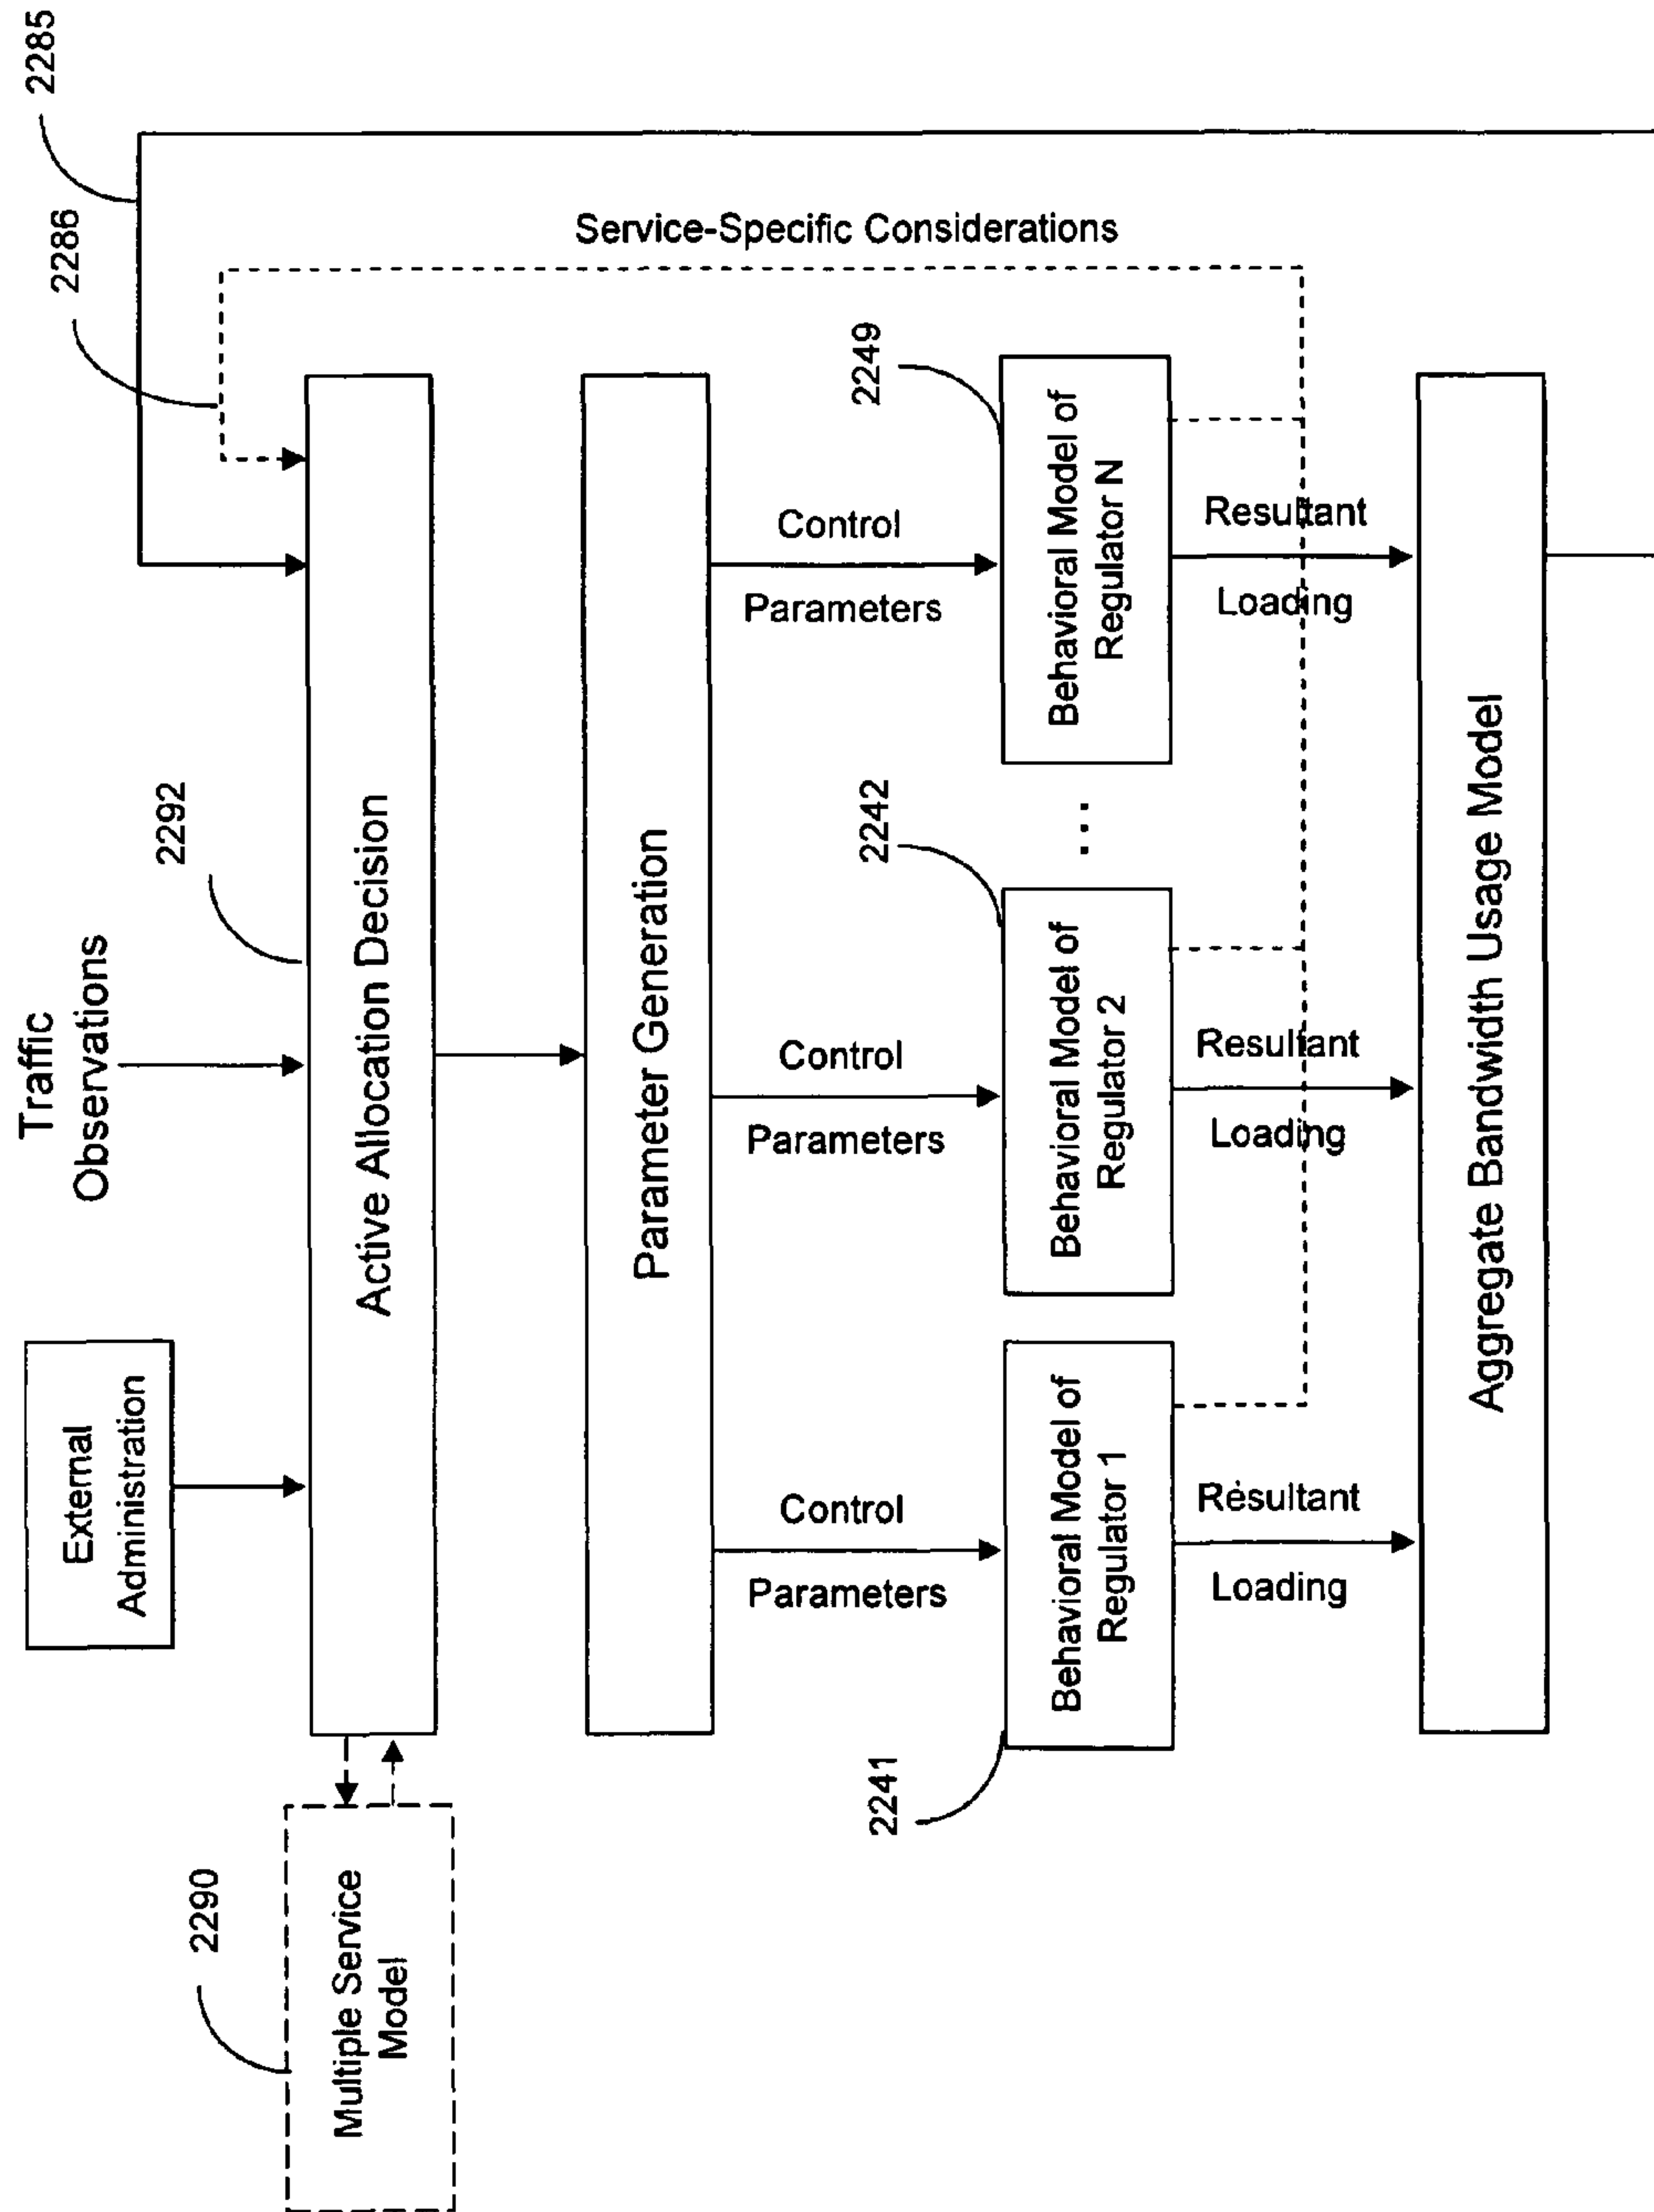 2285
2286
Service-Specific Considerations
Traffic
Observations
2292
External
Administration
2290
Multiple Service
Model
Active Allocation Decision
Parameter Generation
Control
Parameters
Control
Parameters
Control
Parameters
2241
Behavioral Model of
Regulator 1
2242
Behavioral Model of
Regulator 2
...
2249
Behavioral Model of
Regulator N
Resultant
Loading
Resultant
Loading
Resultant
Loading
Aggregate Bandwidth Usage Model